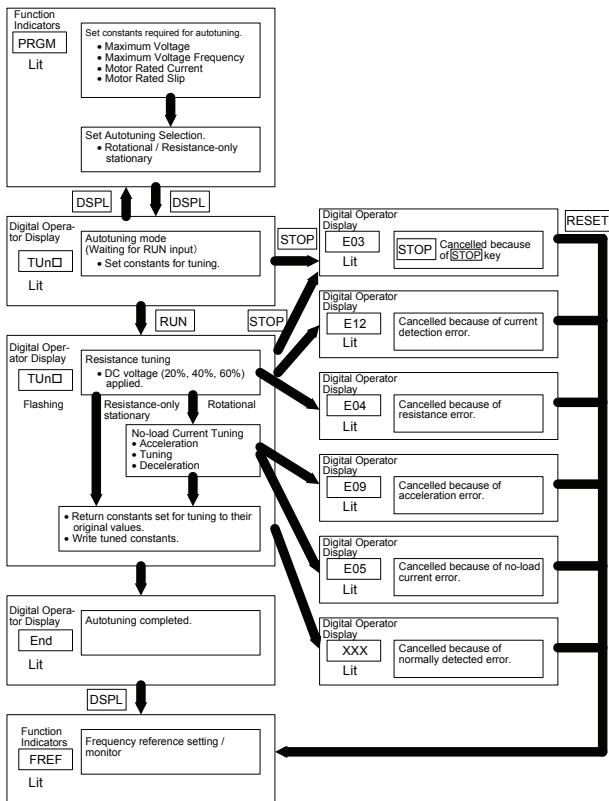 Function
Indicators
PRGM
Lit
Set constants required for autotuning.
• Maximum Voltage
• Maximum Voltage Frequency
• Motor Rated Current
• Motor Rated Slip
Set Autotuning Selection.
• Rotational / Resistance-only
stationary
DSPL
DSPL
Digital Opera-
tor Display
TUn□
Lit
Autotuning mode
(Waiting for RUN input)
• Set constants for tuning.
STOP
RUN
STOP
Digital Oper-
ator Display
TUn□
Flashing
Resistance tuning
• DC voltage (20%, 40%, 60%)
applied.
Resistance-only
stationary
Rotational
No-load Current Tuning
• Acceleration
• Tuning
• Deceleration
• Return constants set for tuning to their
original values.
• Write tuned constants.
Digital Opera-
tor Display
End
Lit
Autotuning completed.
DSPL
Function
Indicators
FREF
Lit
Frequency reference setting /
monitor
Digital Operator
Display
E03
Lit
STOP Cancelled because
of STOP key
RESET
Digital Operator
Display
E12
Lit
Cancelled because of current
detection error.
Digital Operator
Display
E04
Lit
Cancelled because of
resistance error.
Digital Operator
Display
E09
Lit
Cancelled because of
acceleration error.
Digital Operator
Display
E05
Lit
Cancelled because of no-load
current error.
Digital Operator
Display
XXX
Lit
Cancelled because of
normally detected error.